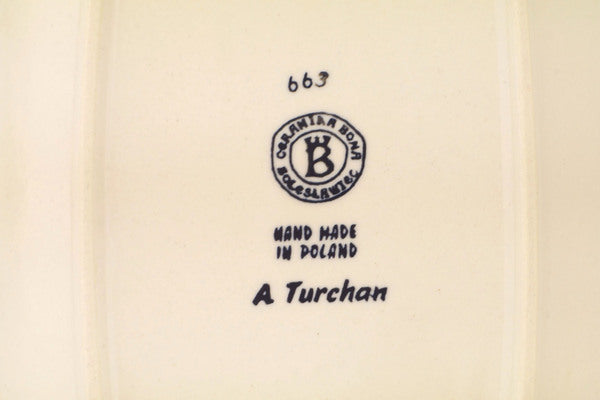 663
CERAMIKA BONA
B
BOLESŁAWIEC
HAND MADE
IN POLAND
A Turchan